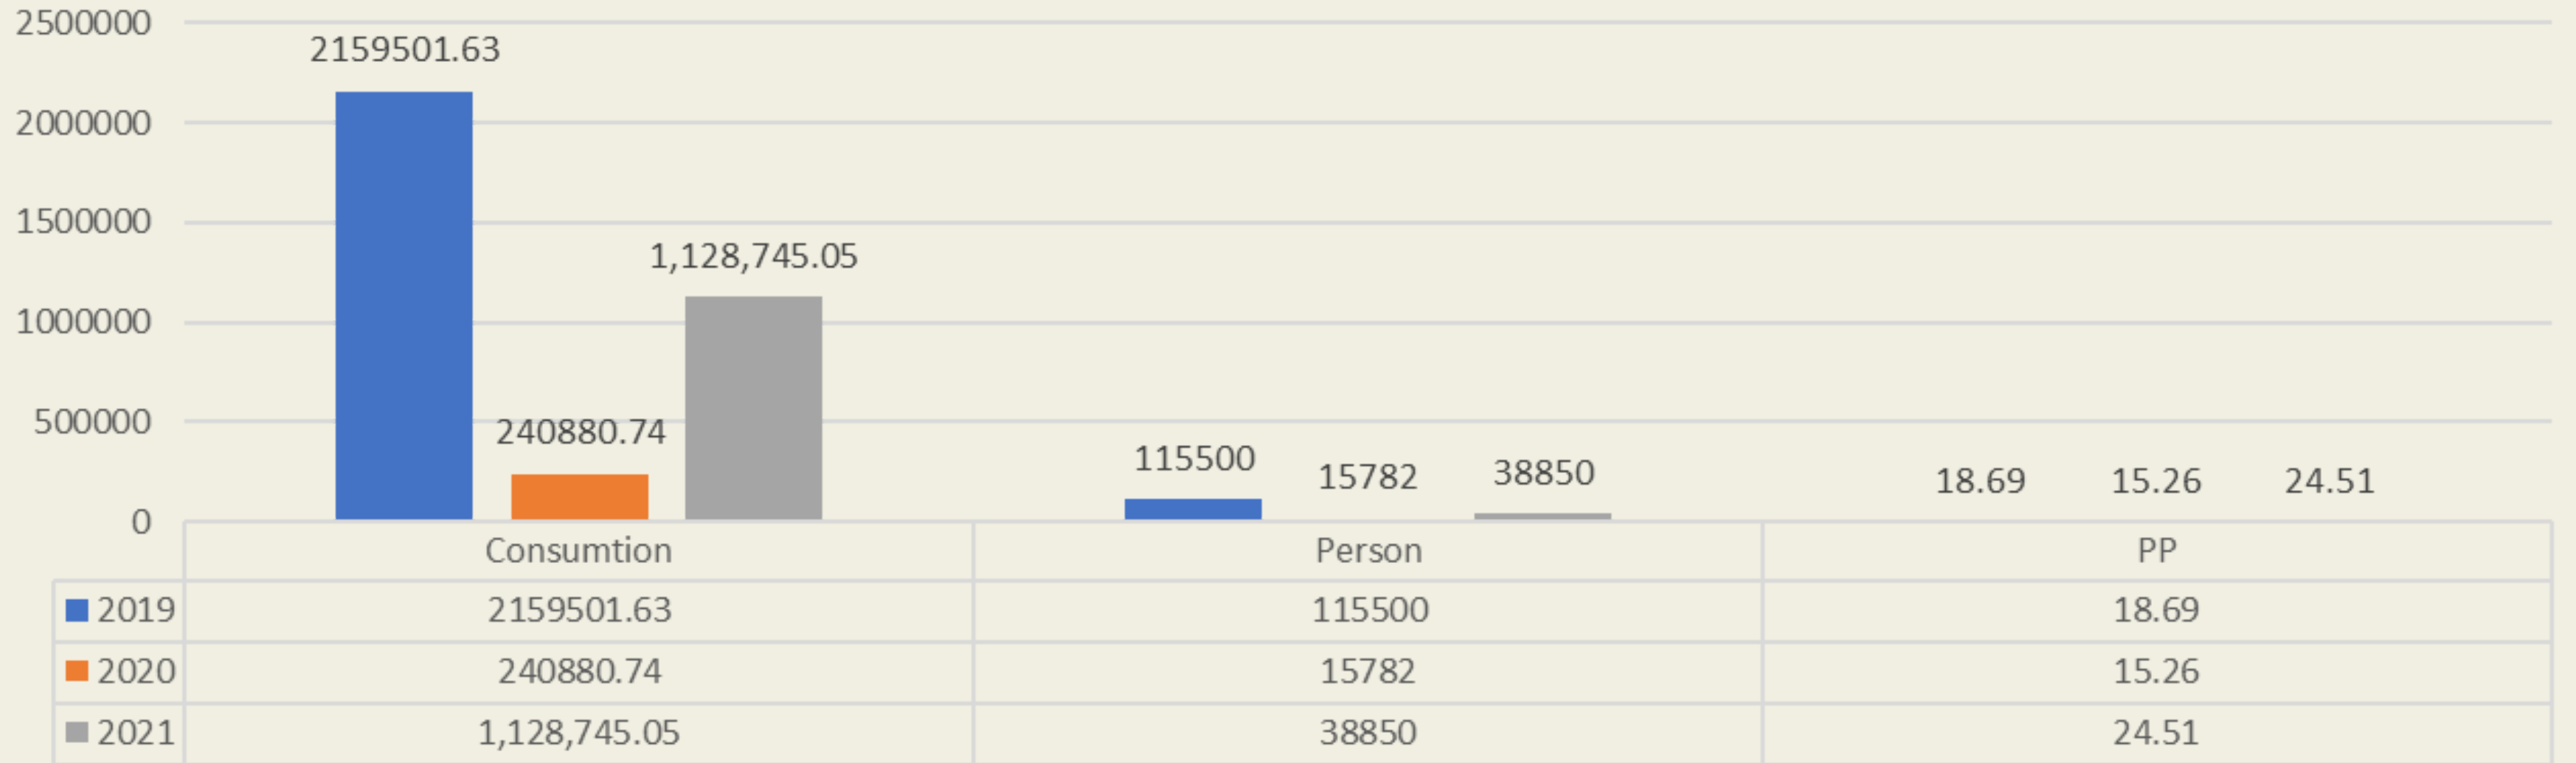 2500000
2159501.63
2000000
1500000
1,128,745.05
1000000
500000
240880.74
115500 15782 38850
18.69 15.26 24.51
0
Consumtion Person PP
2019 2159501.63 115500 18.69
2020 240880.74 15782 15.26
2021 1,128,745.05 38850 24.51